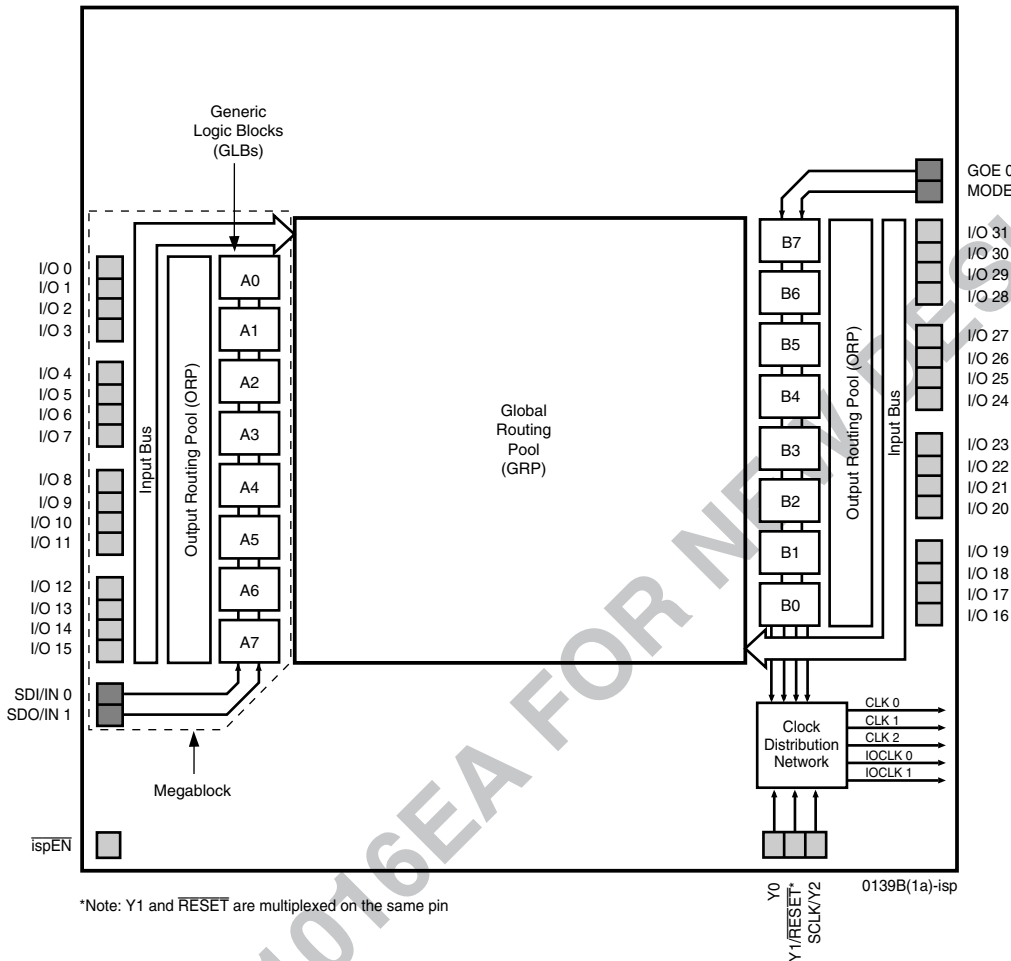 Generic
Logic Blocks
(GLBs)
GOE 0
MODE
I/O 0
I/O 1
I/O 2
I/O 3
I/O 4
I/O 5
I/O 6
I/O 7
I/O 8
I/O 9
I/O 10
I/O 11
I/O 12
I/O 13
I/O 14
I/O 15
SDI/IN 0
SDO/IN 1
Input Bus
Output Routing Pool (ORP)
A0
A1
A2
A3
A4
A5
A6
A7
Megablock
Global
Routing
Pool
(GRP)
B7
B6
B5
B4
B3
B2
B1
B0
Output Routing Pool (ORP)
Input Bus
I/O 31
I/O 30
I/O 29
I/O 28
I/O 27
I/O 26
I/O 25
I/O 24
I/O 23
I/O 22
I/O 21
I/O 20
I/O 19
I/O 18
I/O 17
I/O 16
Clock
Distribution
Network
CLK 0
CLK 1
CLK 2
IOCLK 0
IOCLK 1
ispEN
Y0
Y1/RESET*
SCLK/Y2
0139B(1a)-isp
*Note: Y1 and RESET are multiplexed on the same pin
1016EA FOR NEW DESI